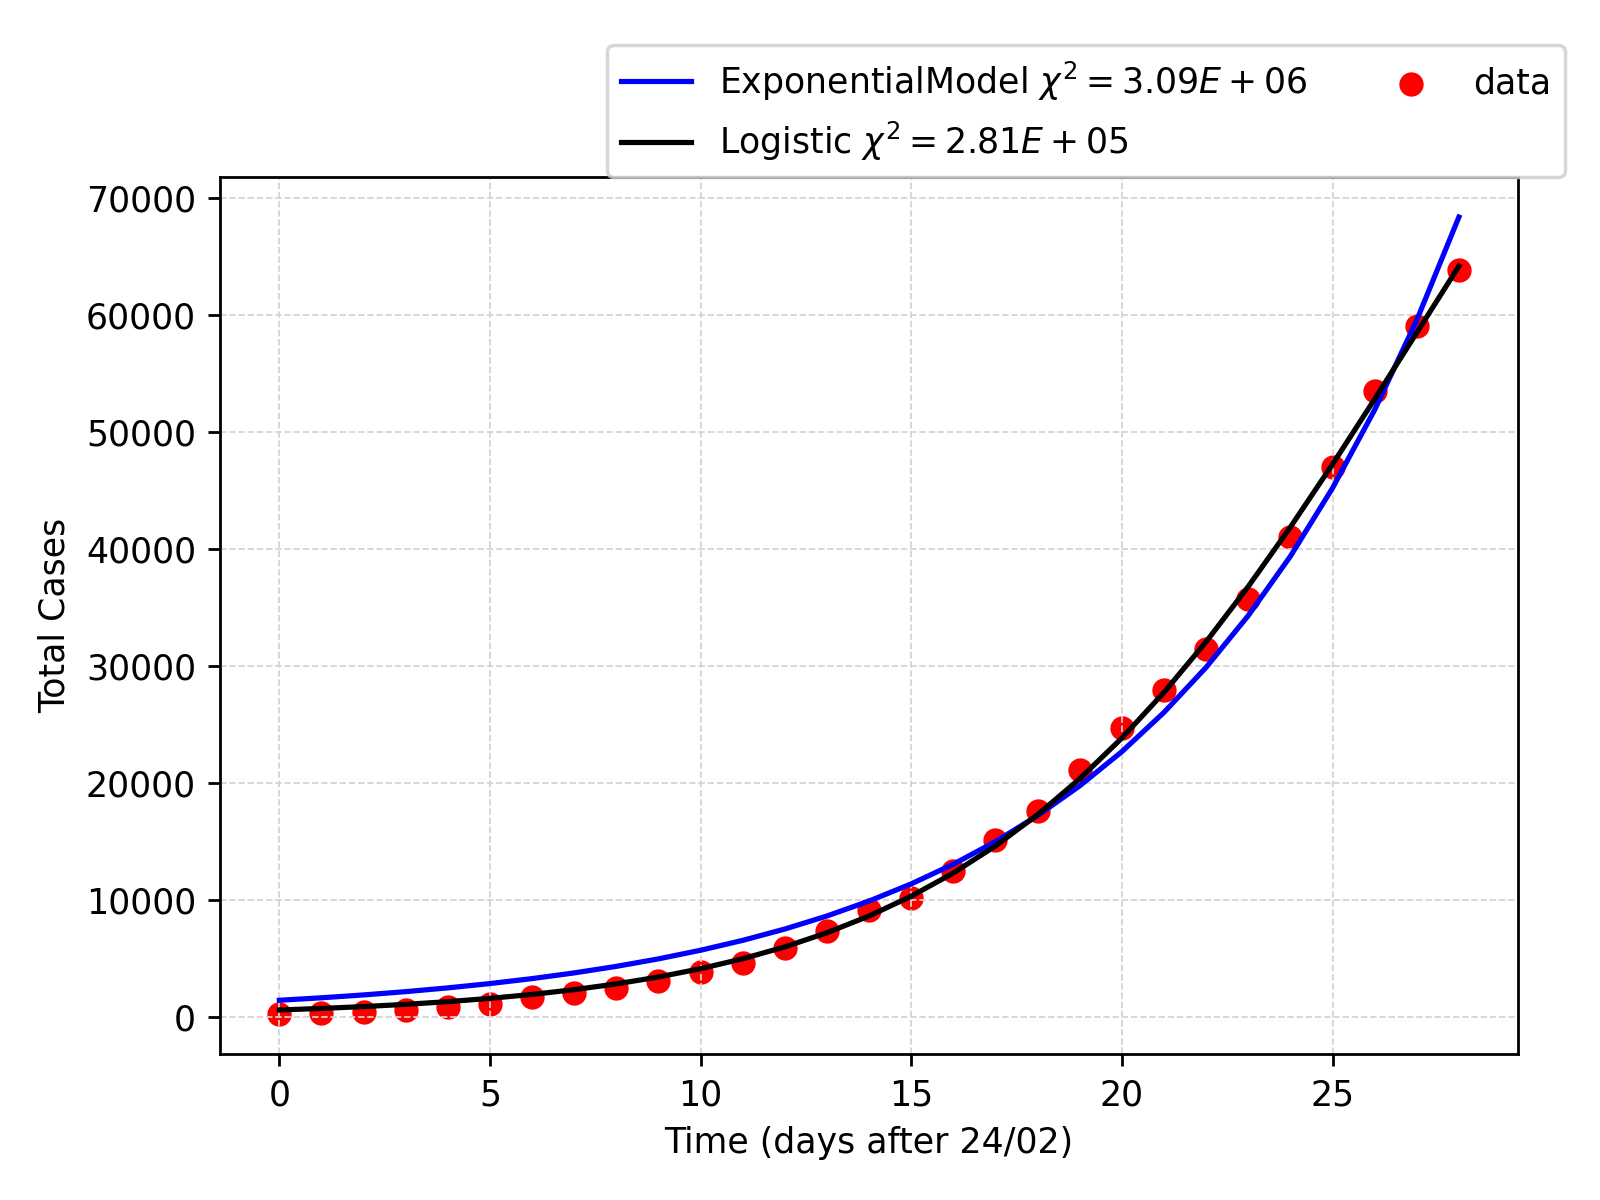 ExponentialModel χ² = 3.09E + 06
Logistic χ² = 2.81E + 05
data
70000
60000
50000
40000
30000
20000
10000
0
Total Cases
0 5 10 15 20 25
Time (days after 24/02)